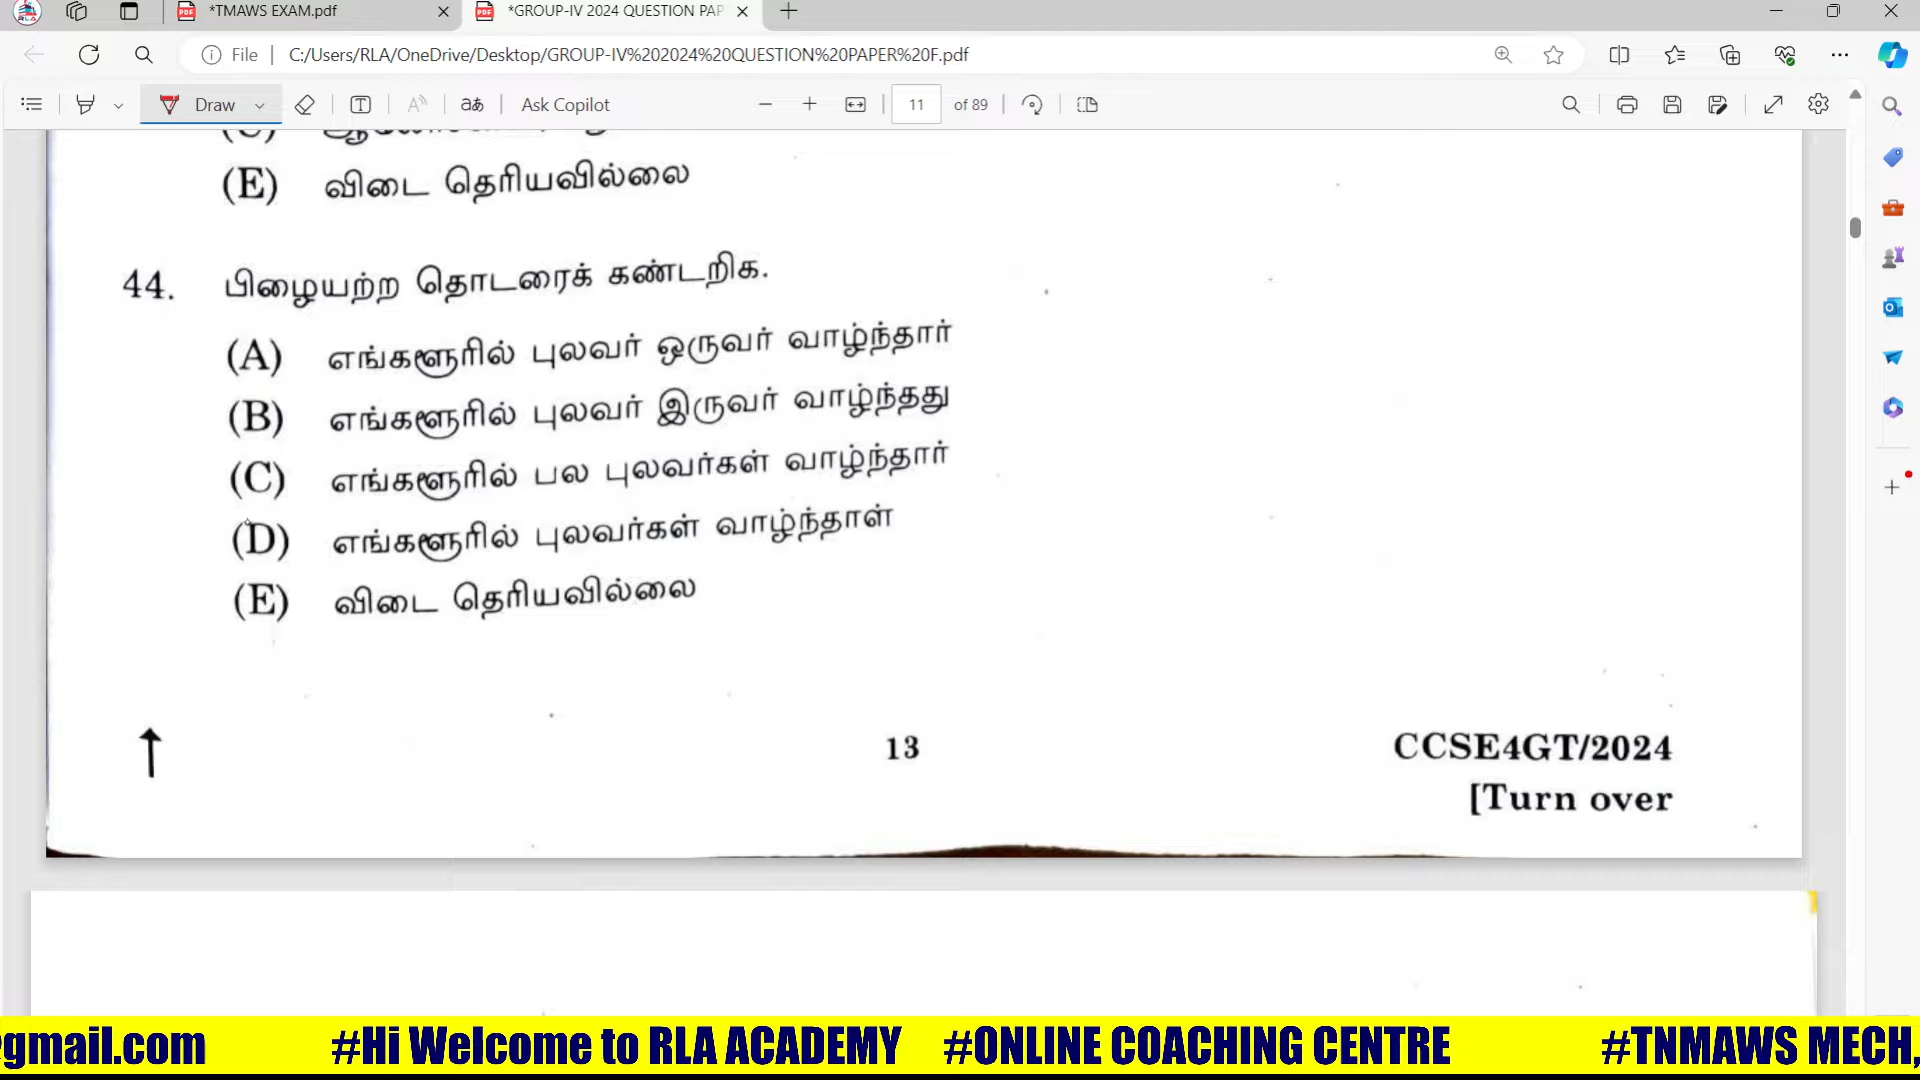 *TMAWS EXAM.pdf
*GROUP-IV 2024 QUESTION PAP
File
C:/Users/RLA/OneDrive/Desktop/GROUP-IV%202024%20QUESTION%20PAPER%20F.pdf
Draw
Ask Copilot
11 of 89
(E) விடை தெரியவில்லை
44. பிழையற்ற தொடரைக் கண்டறிக.
(A) எங்களூரில் புலவர் ஒருவர் வாழ்ந்தார்
(B) எங்களூரில் புலவர் இருவர் வாழ்ந்தது
(C) எங்களூரில் பல புலவர்கள் வாழ்ந்தார்
(D) எங்களூரில் புலவர்கள் வாழ்ந்தாள்
(E) விடை தெரியவில்லை
13
CCSE4GT/2024
[Turn over
@gmail.com #Hi Welcome to RLA ACADEMY #ONLINE COACHING CENTRE #TNMAWS MECH,